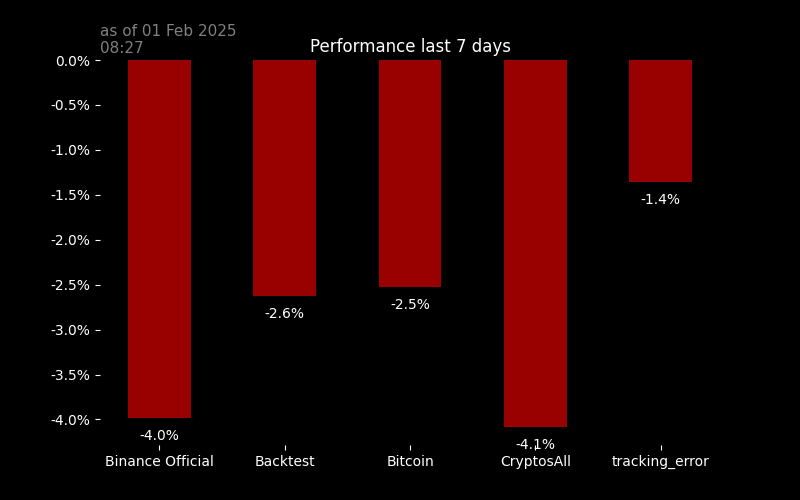 as of 01 Feb 2025
08:27
Performance last 7 days
0.0%
-0.5%
-1.0%
-1.5%
-2.0%
-2.5%
-3.0%
-3.5%
-4.0%
-4.0%
-2.6%
-2.5%
-4.1%
-1.4%
Binance Official
Backtest
Bitcoin
CryptosAll
tracking_error